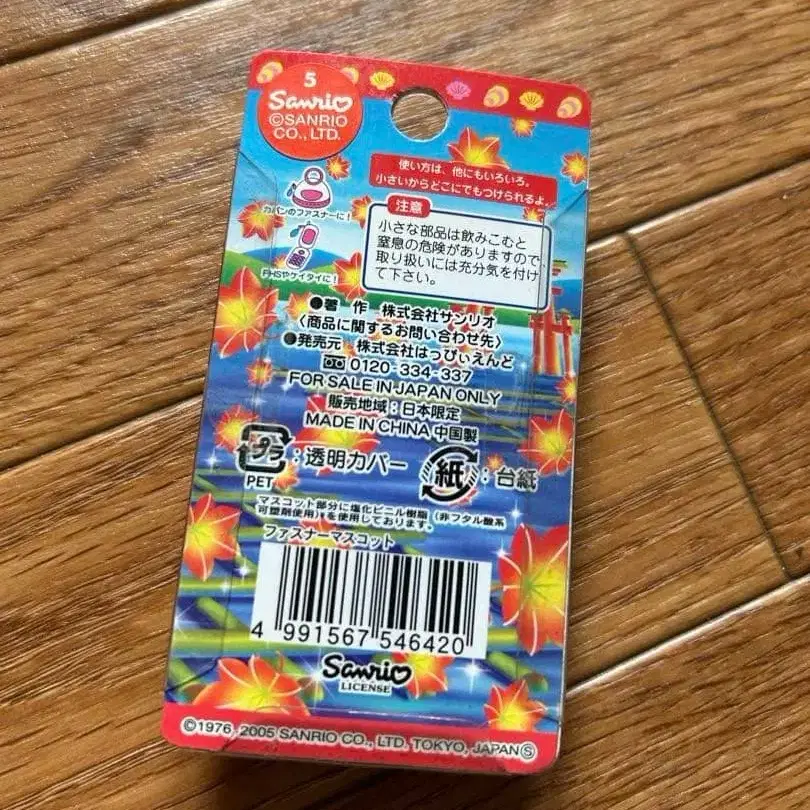 5
Sanrio
©SANRIO
CO., LTD.
使い方は、他にもいろいろ。
小さいからどこにでもつけられるよ。
カバンのファスナーに!
PHSやケイタイに!
注意
小さな部品は飲みこむと
窒息の危険がありますので
取り扱いには充分気を付け
て下さい。
●著 作 株式会社サンリオ
〈商品に関するお問い合わせ先〉
●発売元・株式会社はっぴぃえんど
0120-334-337
FOR SALE IN JAPAN ONLY
販売地域:日本限定
MADE IN CHINA 中国製
プラ:透明カバー
PET
紙:台紙
マスコット部分に塩化ビニル樹脂(非フタル酸系
可塑剤使用)*を使用しております。
ファスナーマスコット
4 991567 546420
Sanrio
LICENSE
©1976, 2005 SANRIO CO., LTD. TOKYO, JAPAN Ⓢ